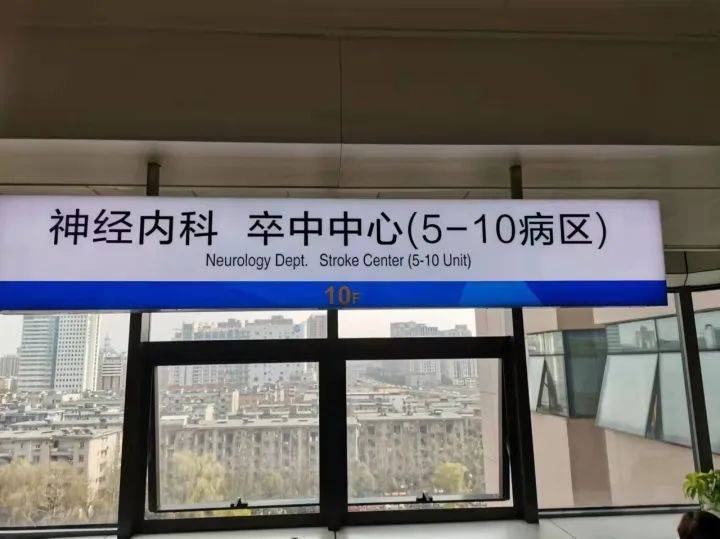 神经内科 卒中中心(5-10病区)
Neurology Dept. Stroke Center (5-10 Unit)
10F